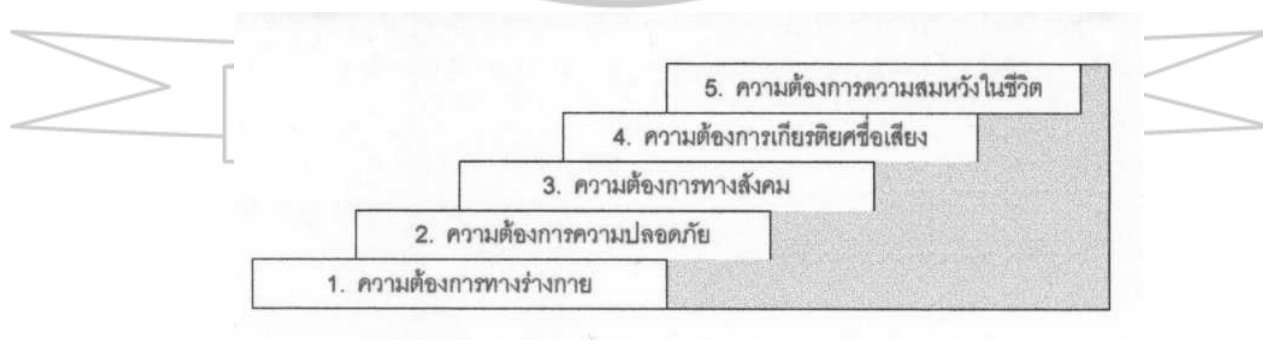 5. ความต้องการความสมหวังในชีวิต
4. ความต้องการเกียรติยศชื่อเสียง
3. ความต้องการทางสังคม
2. ความต้องการความปลอดภัย
1. ความต้องการทางร่างกาย